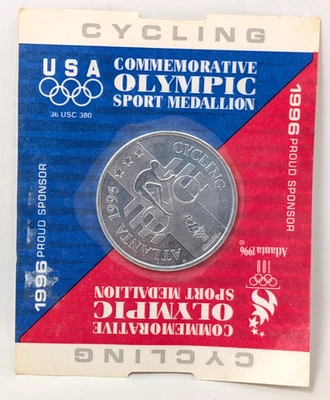 CYCLING
USA
36 USC 380
COMMEMORATIVE
OLYMPIC
SPORT MEDALLION
1996 PROUD SPONSOR
1996 PROUD SPONSOR
CYCLING
ATLANTA 1996
Atlanta 1996
COMMEMORATIVE
OLYMPIC
SPORT MEDALLION
CYCLING